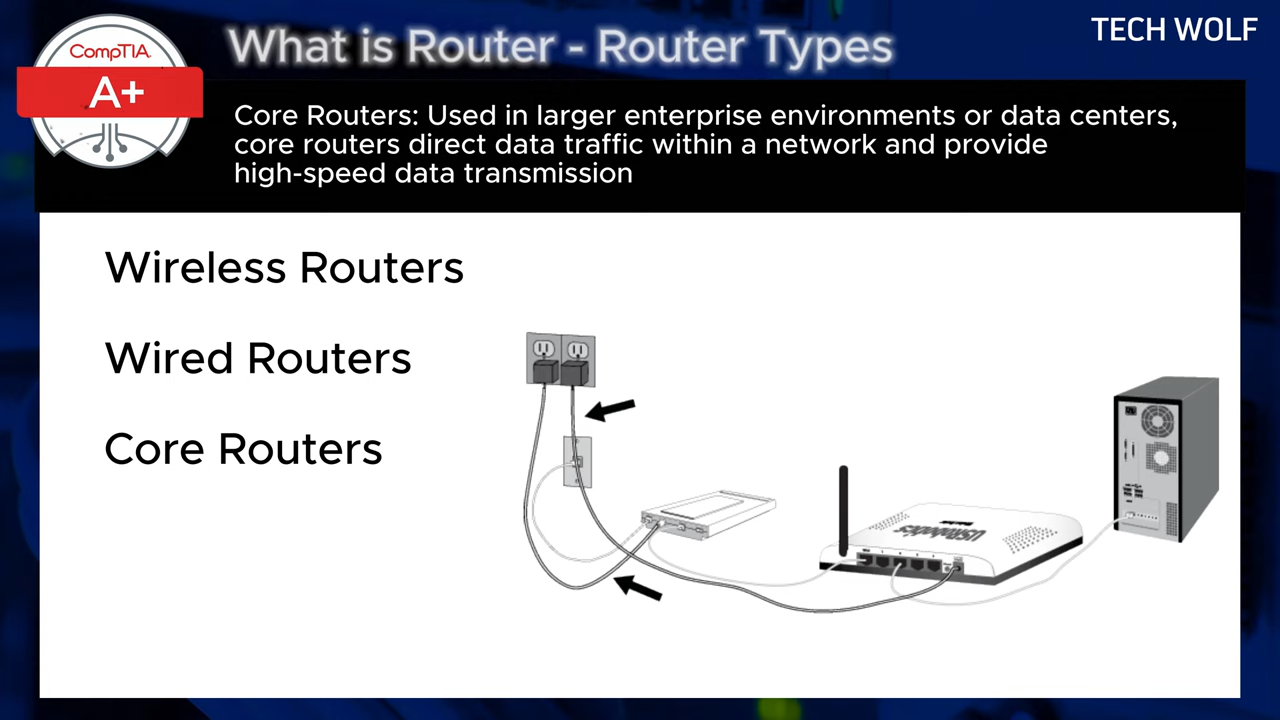 CompTIA.
A+
What is Router - Router Types
TECH WOLF
Core Routers: Used in larger enterprise environments or data centers,
core routers direct data traffic within a network and provide
high-speed data transmission
Wireless Routers
Wired Routers
Core Routers
USRobotics